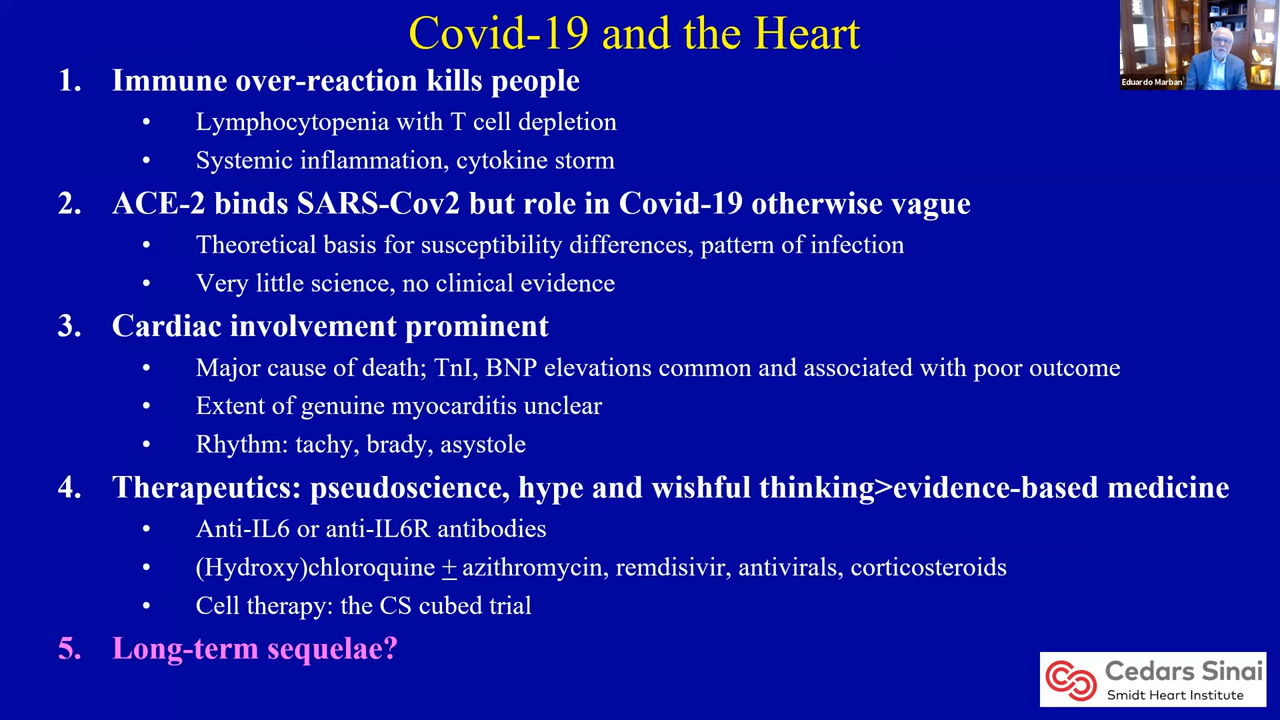 Covid-19 and the Heart
Eduardo Marban
1. Immune over-reaction kills people
• Lymphocytopenia with T cell depletion
• Systemic inflammation, cytokine storm
2. ACE-2 binds SARS-Cov2 but role in Covid-19 otherwise vague
• Theoretical basis for susceptibility differences, pattern of infection
• Very little science, no clinical evidence
3. Cardiac involvement prominent
• Major cause of death; TnI, BNP elevations common and associated with poor outcome
• Extent of genuine myocarditis unclear
• Rhythm: tachy, brady, asystole
4. Therapeutics: pseudoscience, hype and wishful thinking>evidence-based medicine
• Anti-IL6 or anti-IL6R antibodies
• (Hydroxy)chloroquine ± azithromycin, remdisivir, antivirals, corticosteroids
• Cell therapy: the CS cubed trial
5. Long-term sequelae?
Cedars Sinai
Smidt Heart Institute